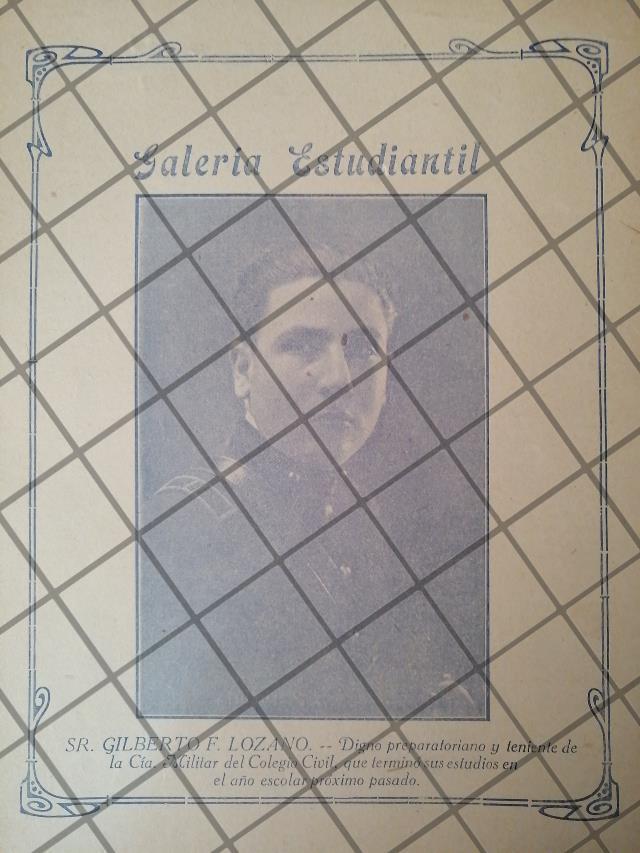 Galeria Estudiantil
SR. GILBERTO F. LOZANO. -- Digno preparatoriano y teniente de
la Cía. Militar del Colegio Civil, que terminó sus estudios en
el año escolar próximo pasado.